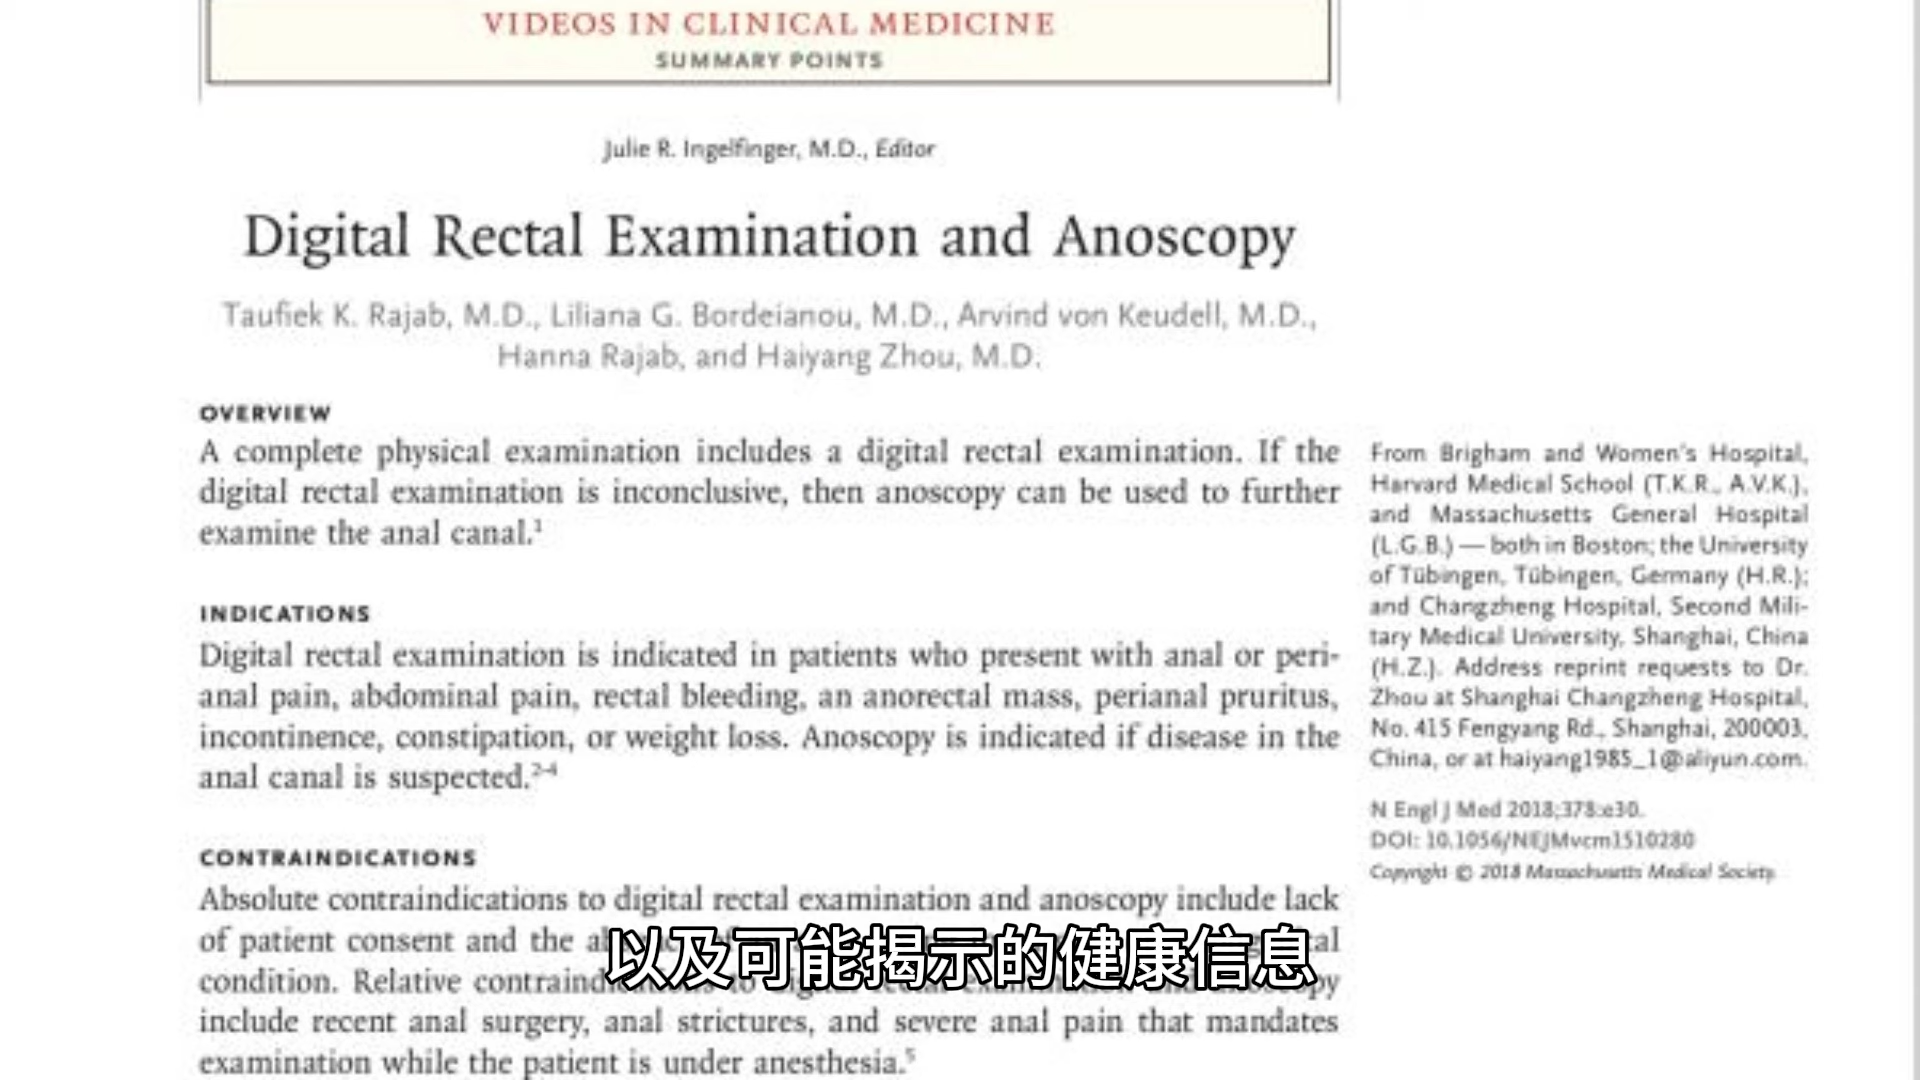 VIDEOS IN CLINICAL MEDICINE
SUMMARY POINTS
Julie R. Ingelfinger, M.D., Editor
Digital Rectal Examination and Anoscopy
Taufiek K. Rajab, M.D., Liliana G. Bordeianou, M.D., Arvind von Keudell, M.D.,
Hanna Rajab, and Haiyang Zhou, M.D.
OVERVIEW
A complete physical examination includes a digital rectal examination. If the
digital rectal examination is inconclusive, then anoscopy can be used to further
examine the anal canal.1
INDICATIONS
Digital rectal examination is indicated in patients who present with anal or peri-
anal pain, abdominal pain, rectal bleeding, an anorectal mass, perianal pruritus,
incontinence, constipation, or weight loss. Anoscopy is indicated if disease in the
anal canal is suspected.2-4
CONTRAINDICATIONS
Absolute contraindications to digital rectal examination and anoscopy include lack
of patient consent and the
condition. Relative
include recent anal surgery, anal strictures, and severe anal pain that mandates
examination while the patient is under anesthesia.5
From Brigham and Women's Hospital,
Harvard Medical School (T.K.R., A.V.K.),
and Massachusetts General Hospital
(L.G.B.) — both in Boston; the University
of Tübingen, Tübingen, Germany (H.R.);
and Changzheng Hospital, Second Mili-
tary Medical University, Shanghai, China
(H.Z.). Address reprint requests to Dr.
Zhou at Shanghai Changzheng Hospital,
No. 415 Fengyang Rd., Shanghai, 200003,
China, or at haiyang1985_1@aliyun.com.
N Engl J Med 2018;378:e30.
DOI: 10.1056/NEJMvcm1510280
Copyright © 2018 Massachusetts Medical Society.
以及可能揭示的健康信息